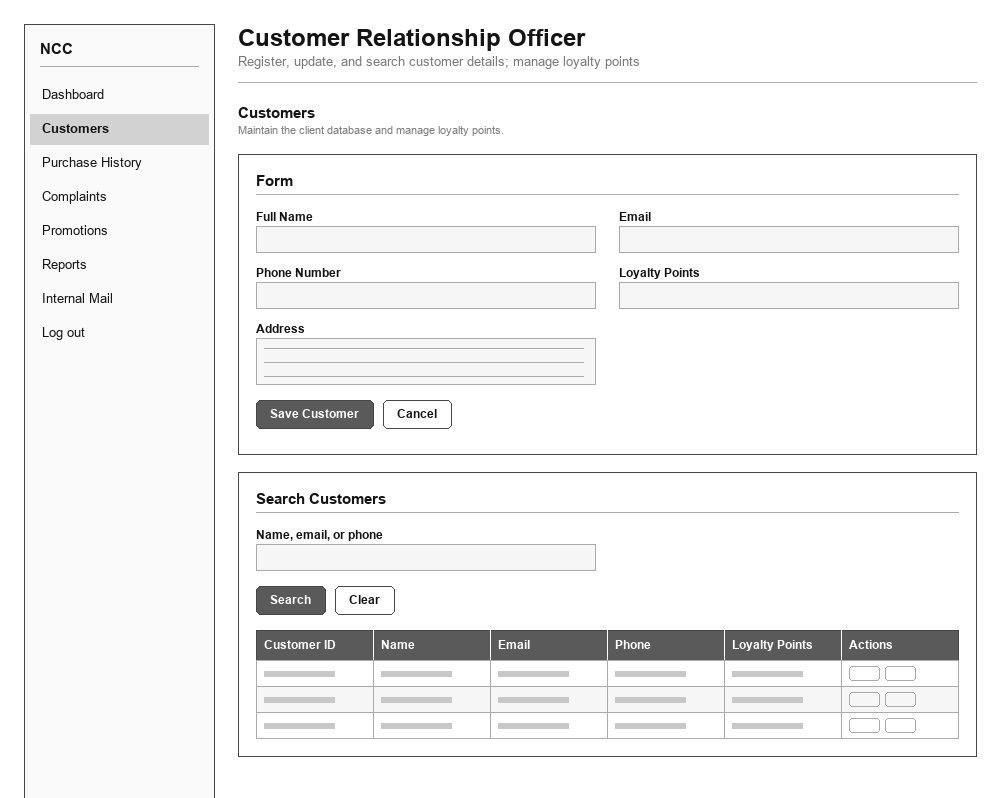 NCC
Dashboard
Customers
Purchase History
Complaints
Promotions
Reports
Internal Mail
Log out
Customer Relationship Officer
Register, update, and search customer details; manage loyalty points
Customers
Maintain the client database and manage loyalty points.
Form
Full Name Email
Phone Number Loyalty Points
Address
Save Customer Cancel
Search Customers
Name, email, or phone
Search Clear
Customer ID Name Email Phone Loyalty Points Actions